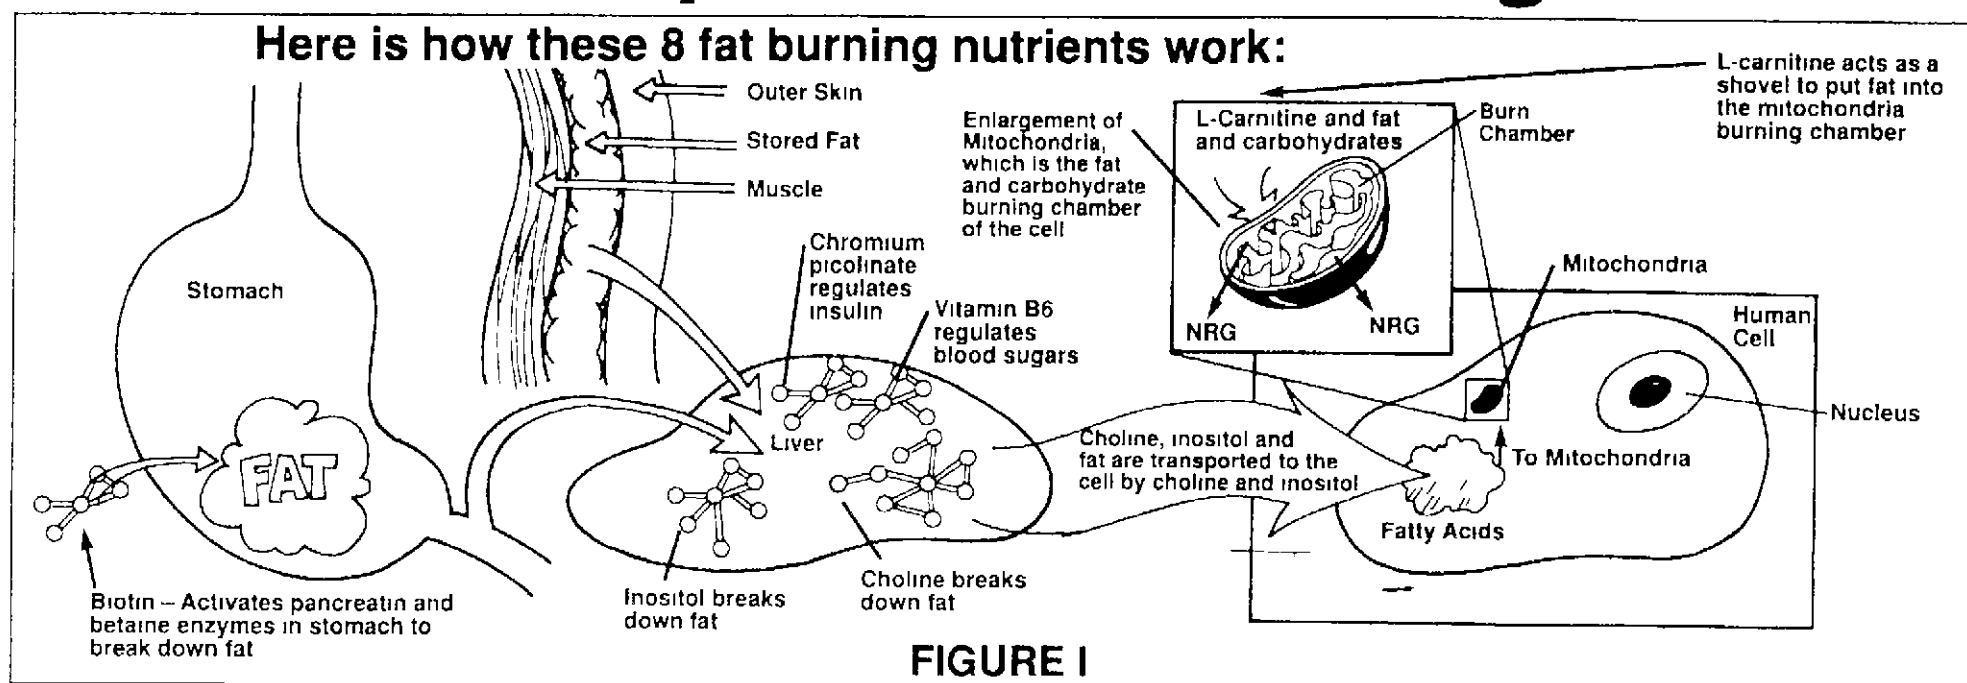 Here is how these 8 fat burning nutrients work:
Outer Skin
Stored Fat
Muscle
Stomach
FAT
Biotin – Activates pancreatin and
betaine enzymes in stomach to
break down fat
Chromium
picolinate
regulates
insulin
Vitamin B6
regulates
blood sugars
Liver
Inositol breaks
down fat
Choline breaks
down fat
Enlargement of
Mitochondria,
which is the fat
and carbohydrate
burning chamber
of the cell
L-Carnitine and fat
and carbohydrates
NRG
NRG
Burn
Chamber
L-carnitine acts as a
shovel to put fat into
the mitochondria
burning chamber
Mitochondria
Human
Cell
Nucleus
Choline, inositol and
fat are transported to the
cell by choline and inositol
To Mitochondria
Fatty Acids
FIGURE I